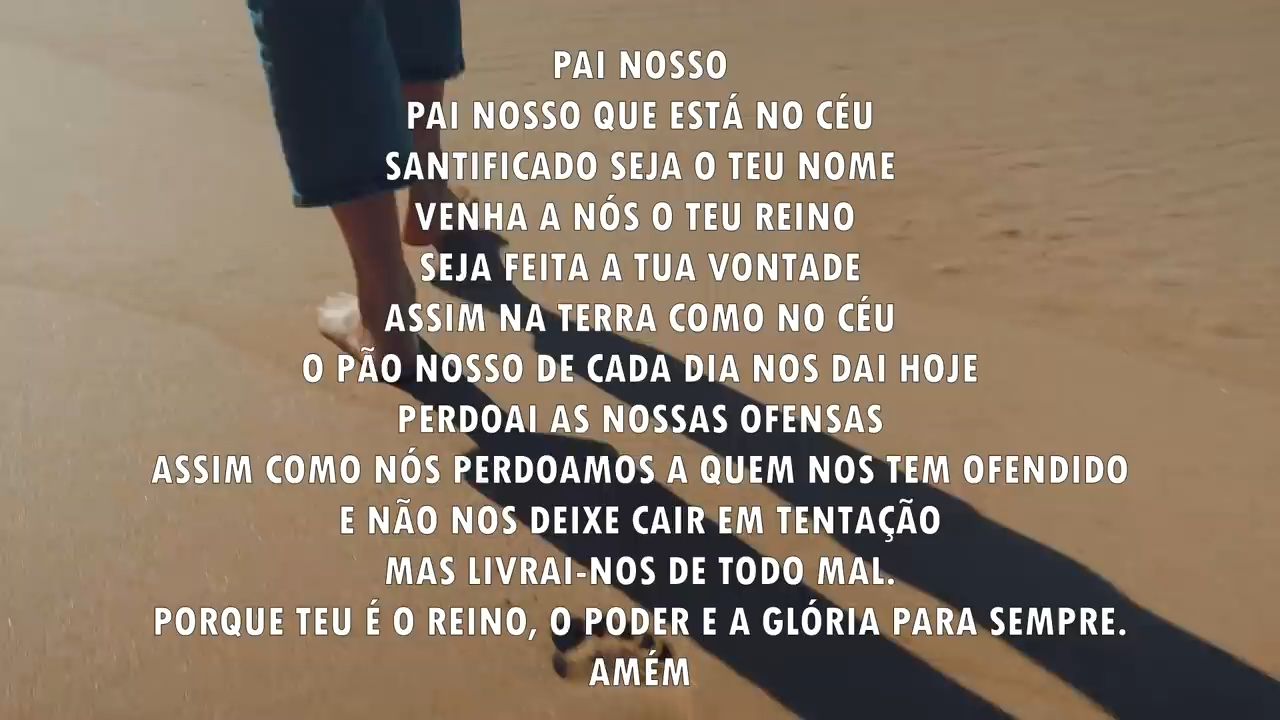 PAI NOSSO
PAI NOSSO QUE ESTÁ NO CÉU
SANTIFICADO SEJA O TEU NOME
VENHA A NÓS O TEU REINO
SEJA FEITA A TUA VONTADE
ASSIM NA TERRA COMO NO CÉU
O PÃO NOSSO DE CADA DIA NOS DAI HOJE
PERDOAI AS NOSSAS OFENSAS
ASSIM COMO NÓS PERDOAMOS A QUEM NOS TEM OFENDIDO
E NÃO NOS DEIXE CAIR EM TENTAÇÃO
MAS LIVRAI-NOS DE TODO MAL.
PORQUE TEU É O REINO, O PODER E A GLÓRIA PARA SEMPRE.
AMÉM